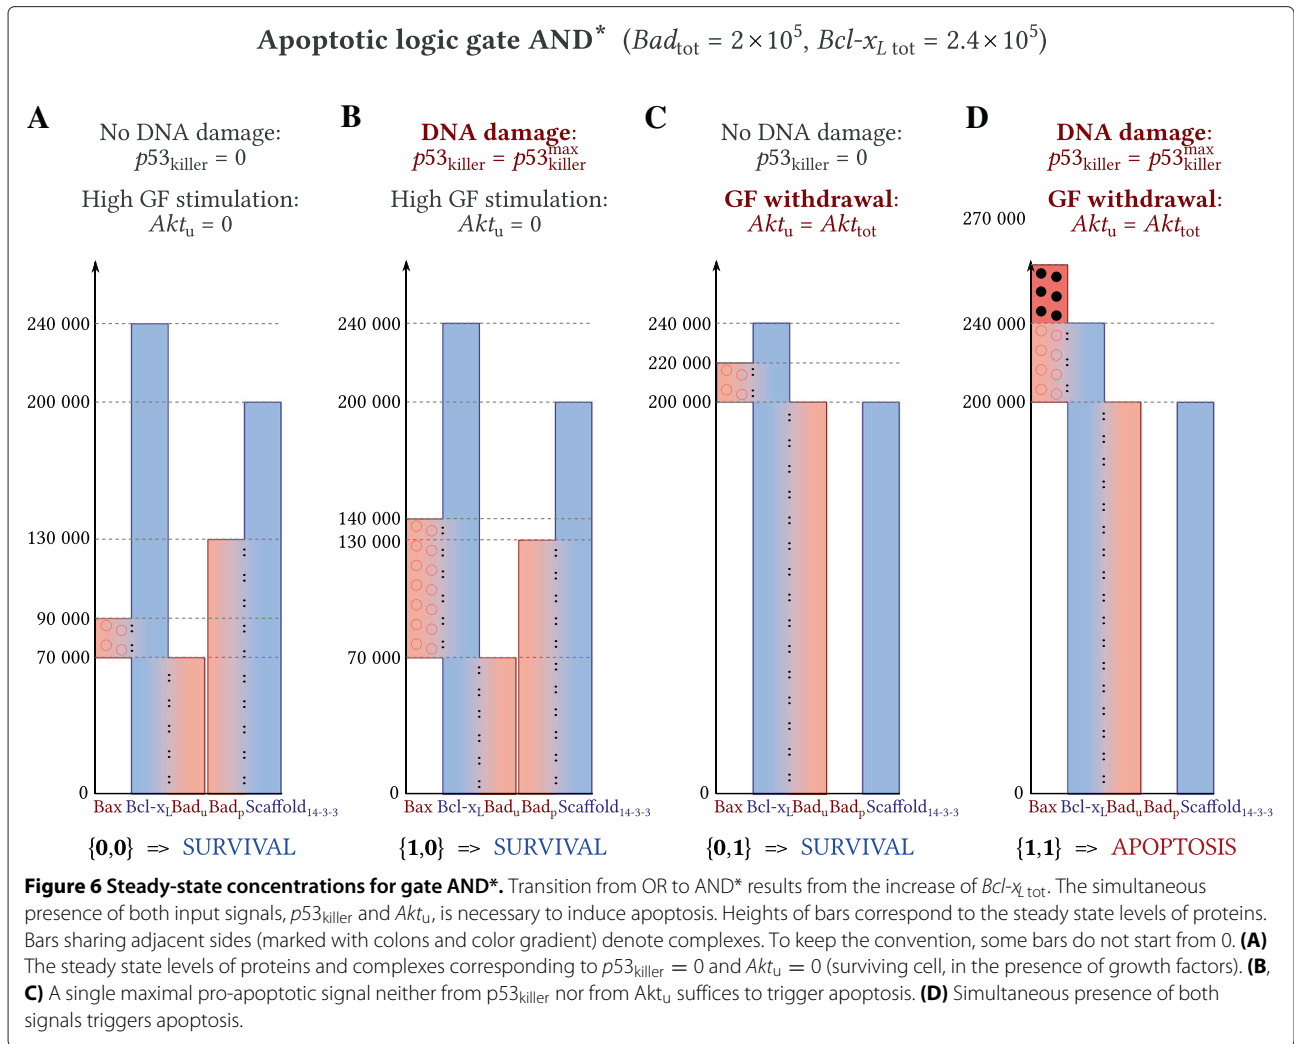 Apoptotic logic gate AND* (Bad_tot = 2×10^5, Bcl-x_L tot = 2.4×10^5)
A
No DNA damage:
p53_killer = 0
High GF stimulation:
Akt_u = 0
240 000
200 000
130 000
90 000
70 000
0
Bax Bcl-x_L Bad_u Bad_p Scaffold_14-3-3
{0,0} => SURVIVAL
B
DNA damage:
p53_killer = p53_killer^max
High GF stimulation:
Akt_u = 0
240 000
200 000
140 000
130 000
70 000
0
Bax Bcl-x_L Bad_u Bad_p Scaffold_14-3-3
{1,0} => SURVIVAL
C
No DNA damage:
p53_killer = 0
GF withdrawal:
Akt_u = Akt_tot
240 000
220 000
200 000
0
Bax Bcl-x_L Bad_u Bad_p Scaffold_14-3-3
{0,1} => SURVIVAL
D
DNA damage:
p53_killer = p53_killer^max
GF withdrawal:
Akt_u = Akt_tot
270 000
240 000
200 000
0
Bax Bcl-x_L Bad_u Bad_p Scaffold_14-3-3
{1,1} => APOPTOSIS
Figure 6 Steady-state concentrations for gate AND*. Transition from OR to AND* results from the increase of Bcl-x_L tot. The simultaneous
presence of both input signals, p53_killer and Akt_u, is necessary to induce apoptosis. Heights of bars correspond to the steady state levels of proteins.
Bars sharing adjacent sides (marked with colons and color gradient) denote complexes. To keep the convention, some bars do not start from 0. (A)
The steady state levels of proteins and complexes corresponding to p53_killer = 0 and Akt_u = 0 (surviving cell, in the presence of growth factors). (B,
C) A single maximal pro-apoptotic signal neither from p53_killer nor from Akt_u suffices to trigger apoptosis. (D) Simultaneous presence of both
signals triggers apoptosis.